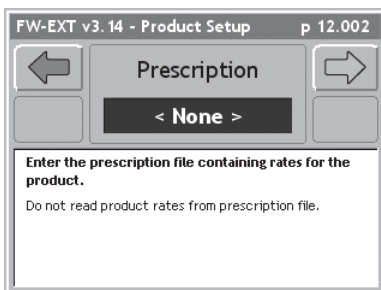 FW-EXT v3.14 - Product Setup p 12.002
Prescription
< None >
Enter the prescription file containing rates for the
product.
Do not read product rates from prescription file.